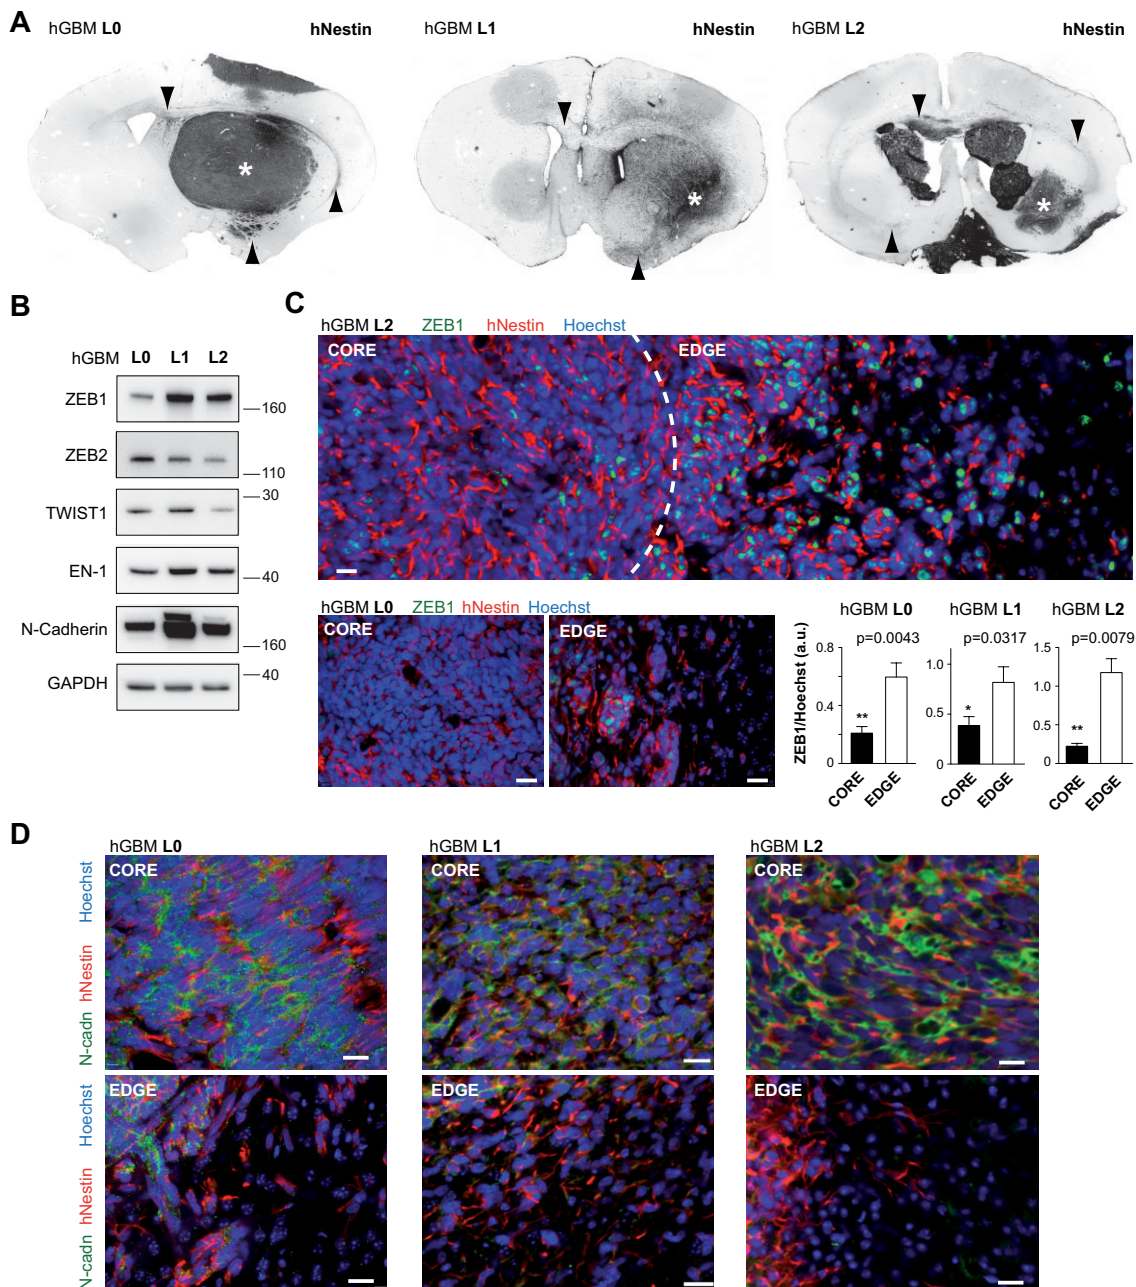 A
hGBM L0 hNestin
hGBM L1 hNestin
hGBM L2 hNestin
*
*
*
B
hGBM L0 L1 L2
ZEB1
160
ZEB2
110
TWIST1
30
EN-1
40
N-Cadherin
160
GAPDH
40
C
hGBM L2 ZEB1 hNestin Hoechst
CORE EDGE
hGBM L0 ZEB1 hNestin Hoechst
CORE
EDGE
hGBM L0 hGBM L1 hGBM L2
p=0.0043 p=0.0317 p=0.0079
ZEB1/Hoechst (a.u.)
0.8
0.4
0
**
CORE
EDGE
1.0
0.5
0
*
CORE
EDGE
1.5
1.0
0.5
0
**
CORE
EDGE
D
hGBM L0 hGBM L1 hGBM L2
N-cadn hNestin Hoechst
CORE CORE CORE
N-cadn hNestin Hoechst
EDGE EDGE EDGE